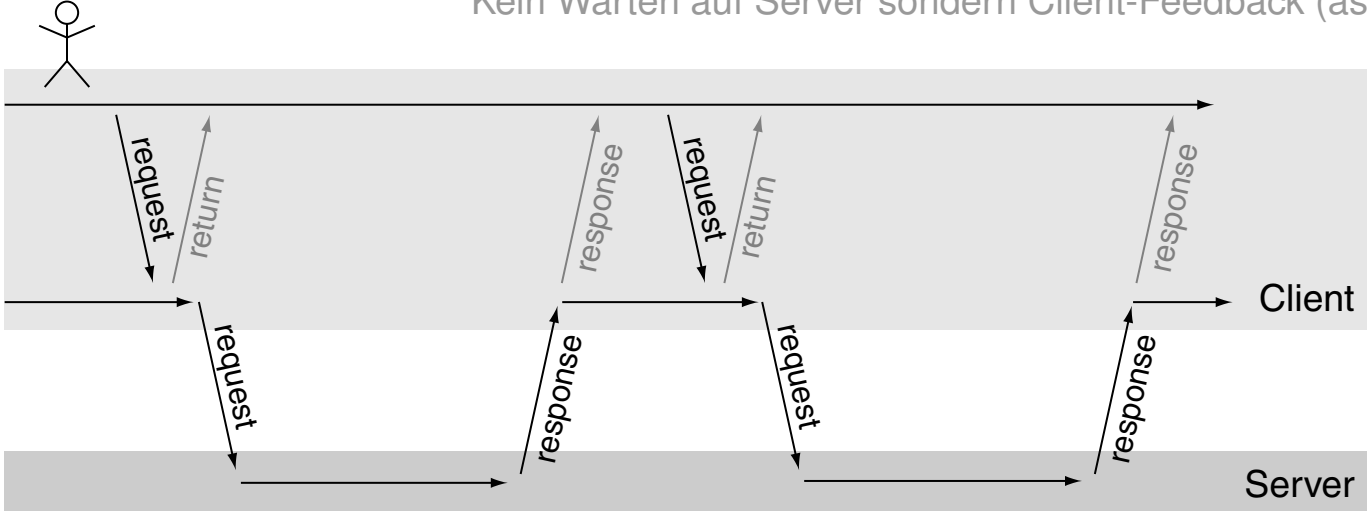 Kein Warten auf Server sondern Client-Feedback (as
request
return
response
request
return
response
Client
request
response
request
response
Server